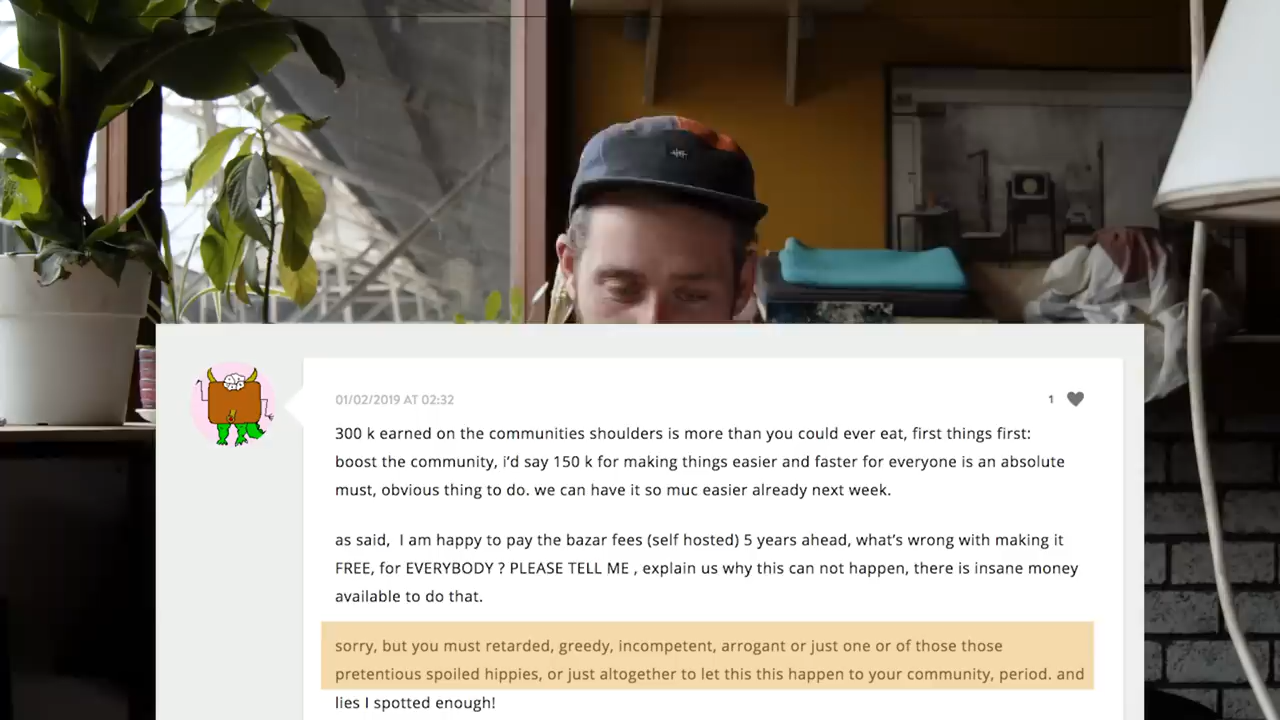 01/02/2019 AT 02:32
1
300 k earned on the communities shoulders is more than you could ever eat, first things first:
boost the community, i'd say 150 k for making things easier and faster for everyone is an absolute
must, obvious thing to do. we can have it so muc easier already next week.
as said, I am happy to pay the bazar fees (self hosted) 5 years ahead, what's wrong with making it
FREE, for EVERYBODY ? PLEASE TELL ME , explain us why this can not happen, there is insane money
available to do that.
sorry, but you must retarded, greedy, incompetent, arrogant or just one or of those those
pretentious spoiled hippies, or just altogether to let this this happen to your community, period. and
lies I spotted enough!